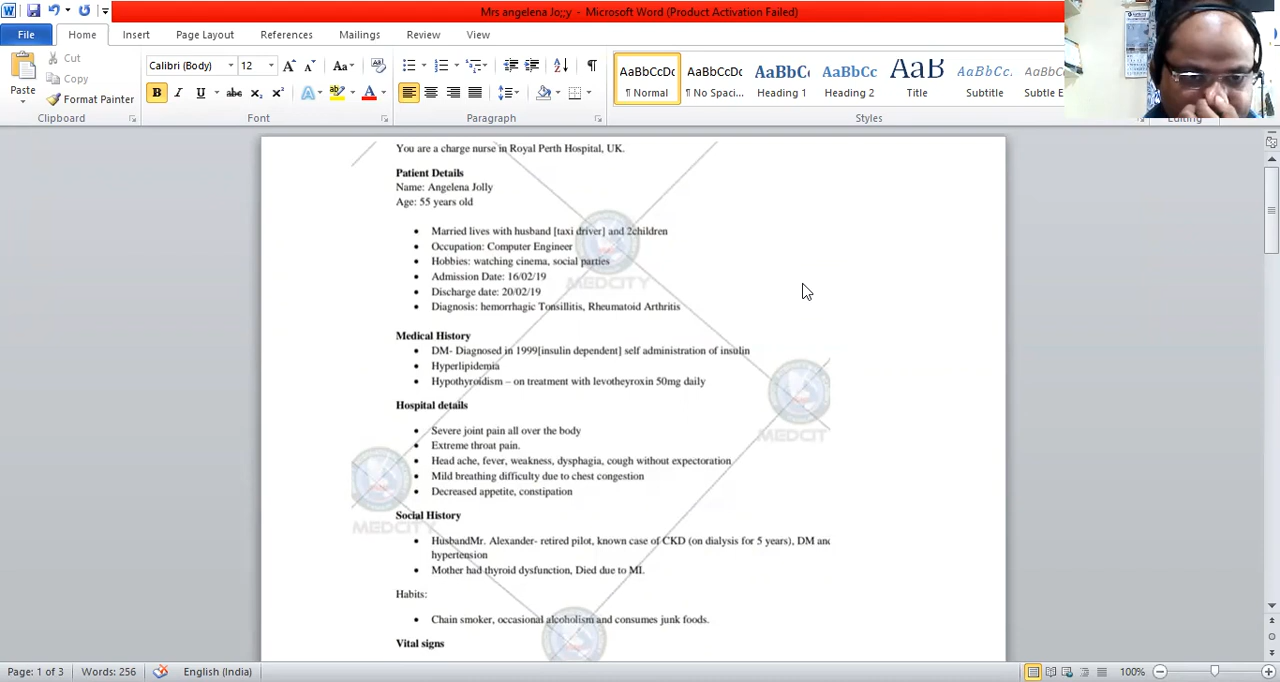 Mrs angelena Jo;;y - Microsoft Word (Product Activation Failed)
File Home Insert Page Layout References Mailings Review View
Cut
Copy
Format Painter
Paste
Calibri (Body) 12
AaBbCcDc AaBbCcDc AaBbCc AaBbCc AaB AaBbCc. AaBbCc
¶ Normal ¶ No Spaci... Heading 1 Heading 2 Title Subtitle Subtle E
Clipboard Font Paragraph Styles Editing
You are a charge nurse in Royal Perth Hospital, UK.
Patient Details
Name: Angelena Jolly
Age: 55 years old
• Married lives with husband [taxi driver] and 2children
• Occupation: Computer Engineer
• Hobbies: watching cinema, social parties
• Admission Date: 16/02/19
• Discharge date: 20/02/19
• Diagnosis: hemorrhagic Tonsillitis, Rheumatoid Arthritis
Medical History
• DM- Diagnosed in 1999[insulin dependent] self administration of insulin
• Hyperlipidemia
• Hypothyroidism – on treatment with levotheyroxin 50mg daily
Hospital details
• Severe joint pain all over the body
• Extreme throat pain.
• Head ache, fever, weakness, dysphagia, cough without expectoration
• Mild breathing difficulty due to chest congestion
• Decreased appetite, constipation
Social History
• HusbandMr. Alexander- retired pilot, known case of CKD (on dialysis for 5 years), DM and
hypertension
• Mother had thyroid dysfunction, Died due to MI.
Habits:
• Chain smoker, occasional alcoholism and consumes junk foods.
Vital signs
MEDCITY
MEDCIT
MEDCITY
Page: 1 of 3 Words: 256 English (India) 100%